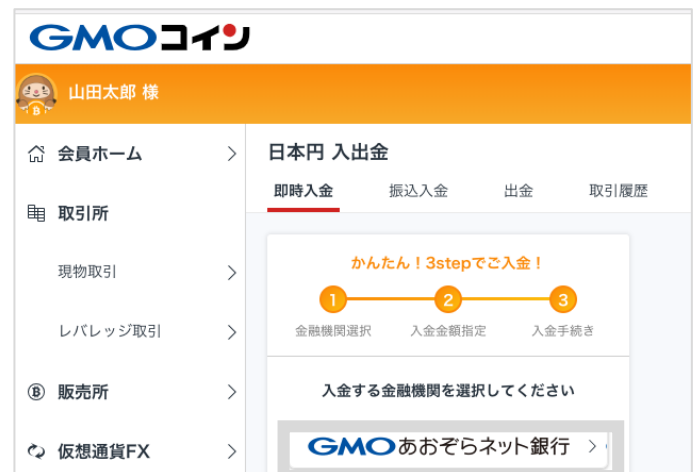 GMOコイン
山田太郎 様
会員ホーム
取引所
現物取引
レバレッジ取引
販売所
仮想通貨FX
日本円 入出金
即時入金 振込入金 出金 取引履歴
かんたん！3stepでご入金！
1 2 3
金融機関選択 入金金額指定 入金手続き
入金する金融機関を選択してください
GMOあおぞらネット銀行